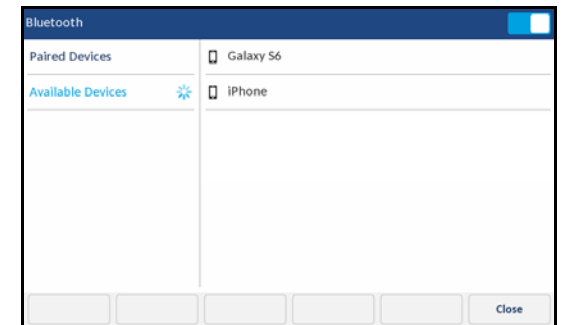 Bluetooth
Paired Devices
Available Devices
Galaxy S6
iPhone
Close